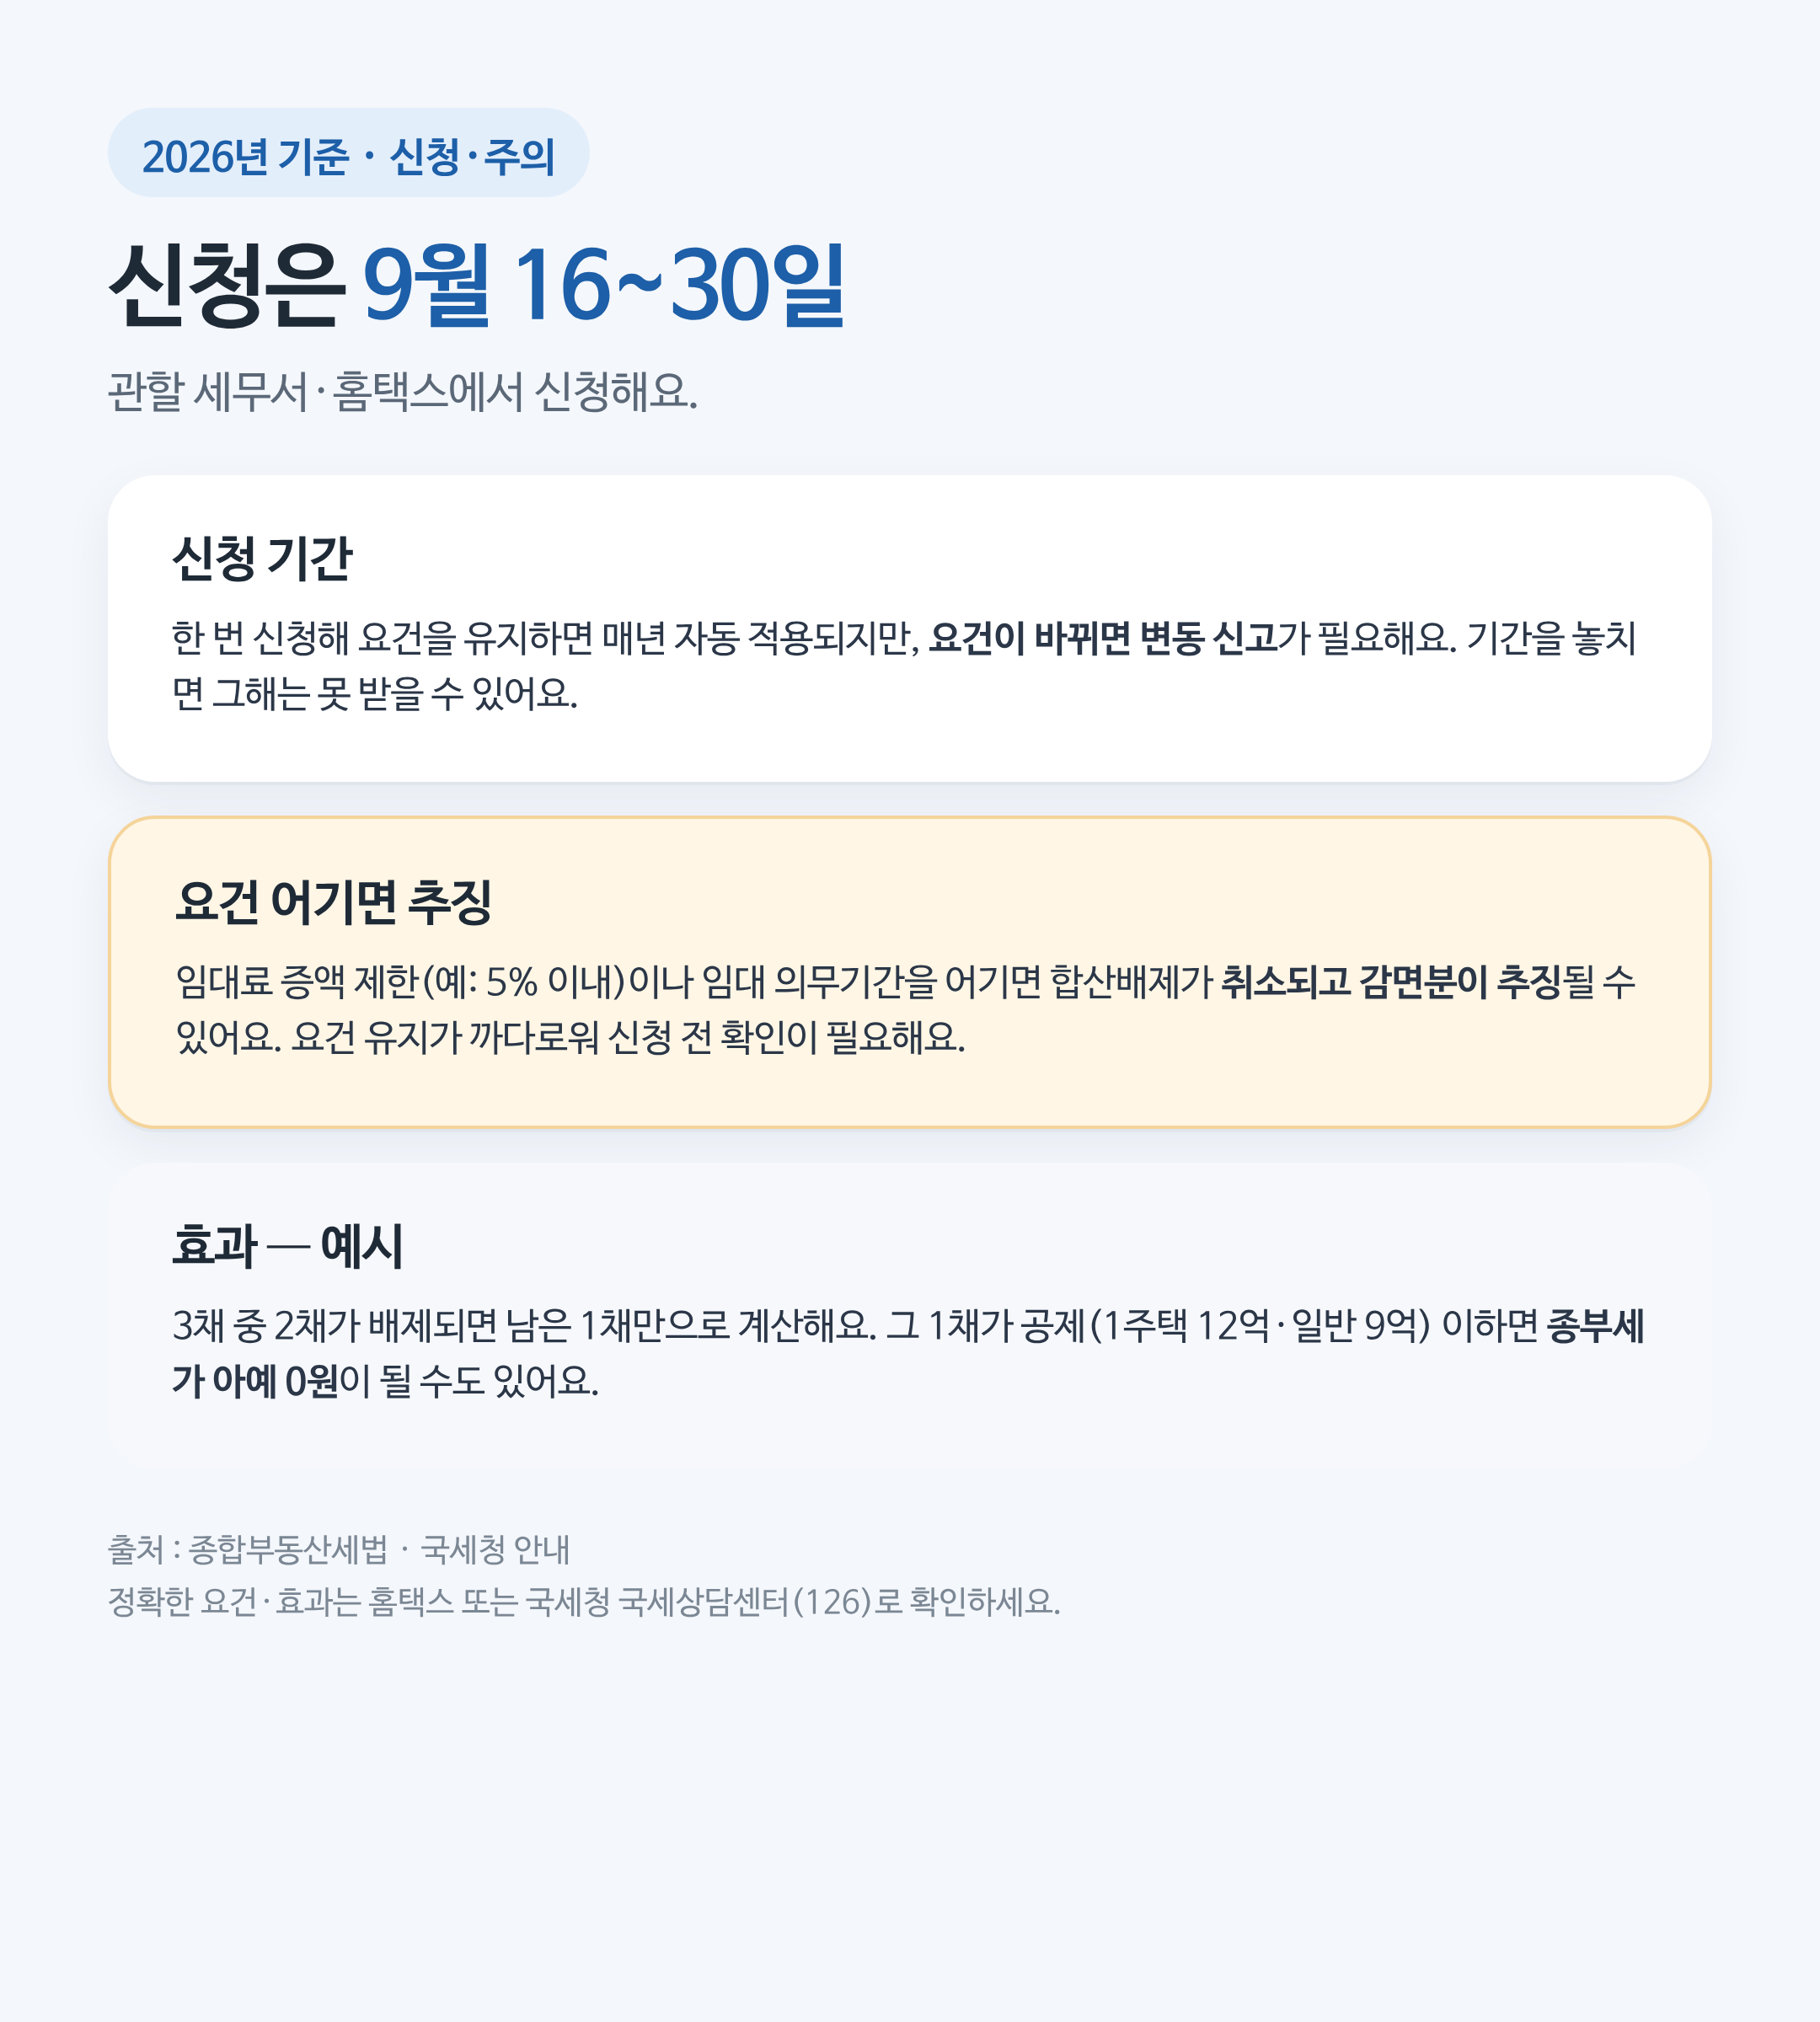 2026년 기준 · 신청·주의
신청은 9월 16~30일
관할 세무서·홈택스에서 신청해요.
신청 기간
한 번 신청해 요건을 유지하면 매년 자동 적용되지만, 요건이 바뀌면 변동 신고가 필요해요. 기간을 놓치
면 그해는 못 받을 수 있어요.
요건 어기면 추징
임대료 증액 제한(예: 5% 이내)이나 임대 의무기간을 어기면 합산배제가 취소되고 감면분이 추징될 수
있어요. 요건 유지가 까다로워 신청 전 확인이 필요해요.
효과 — 예시
3채 중 2채가 배제되면 남은 1채만으로 계산해요. 그 1채가 공제(1주택 12억·일반 9억) 이하면 종부세
가 아예 0원이 될 수도 있어요.
출처 : 종합부동산세법 · 국세청 안내
정확한 요건·효과는 홈택스 또는 국세청 국세상담센터(126)로 확인하세요.